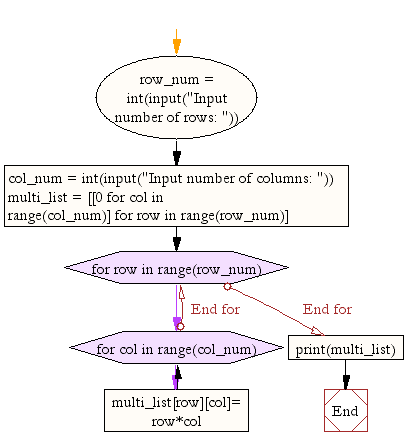 row_num =
int(input("Input
number of rows: "))
col_num = int(input("Input number of columns: "))
multi_list = [[0 for col in
range(col_num)] for row in range(row_num)]
for row in range(row_num)
End for
End for
for col in range(col_num)
print(multi_list)
multi_list[row][col]=
row*col
End